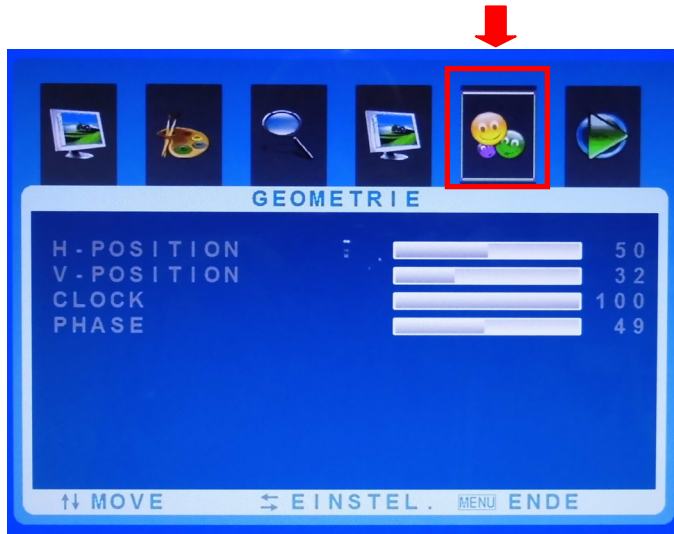 GEOMETRIE
H-POSITION 50
V-POSITION 32
CLOCK 100
PHASE 49
↑↓ MOVE ⇆ EINSTEL. MENU ENDE